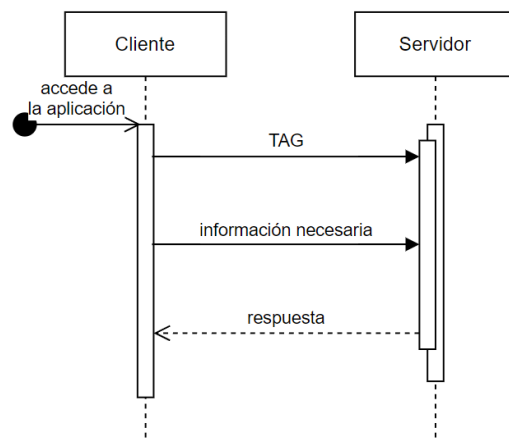 Cliente
Servidor
accede a
la aplicación
TAG
información necesaria
respuesta